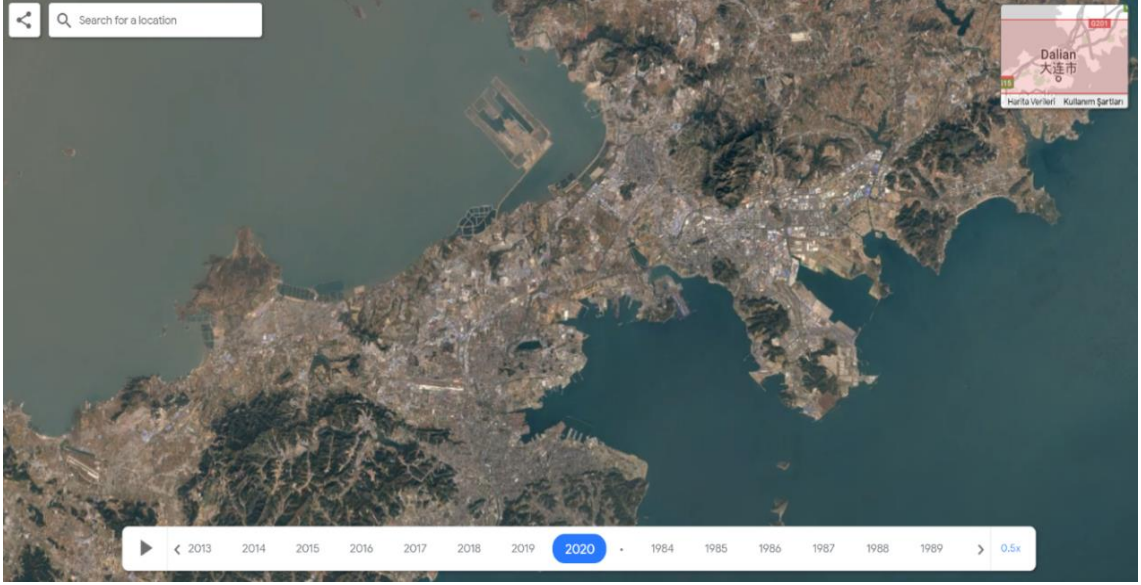 Search for a location
G201
Dalian
大连市
Harita Verileri Kullanım Şartları
2013 2014 2015 2016 2017 2018 2019 2020 1984 1985 1986 1987 1988 1989 0.5x